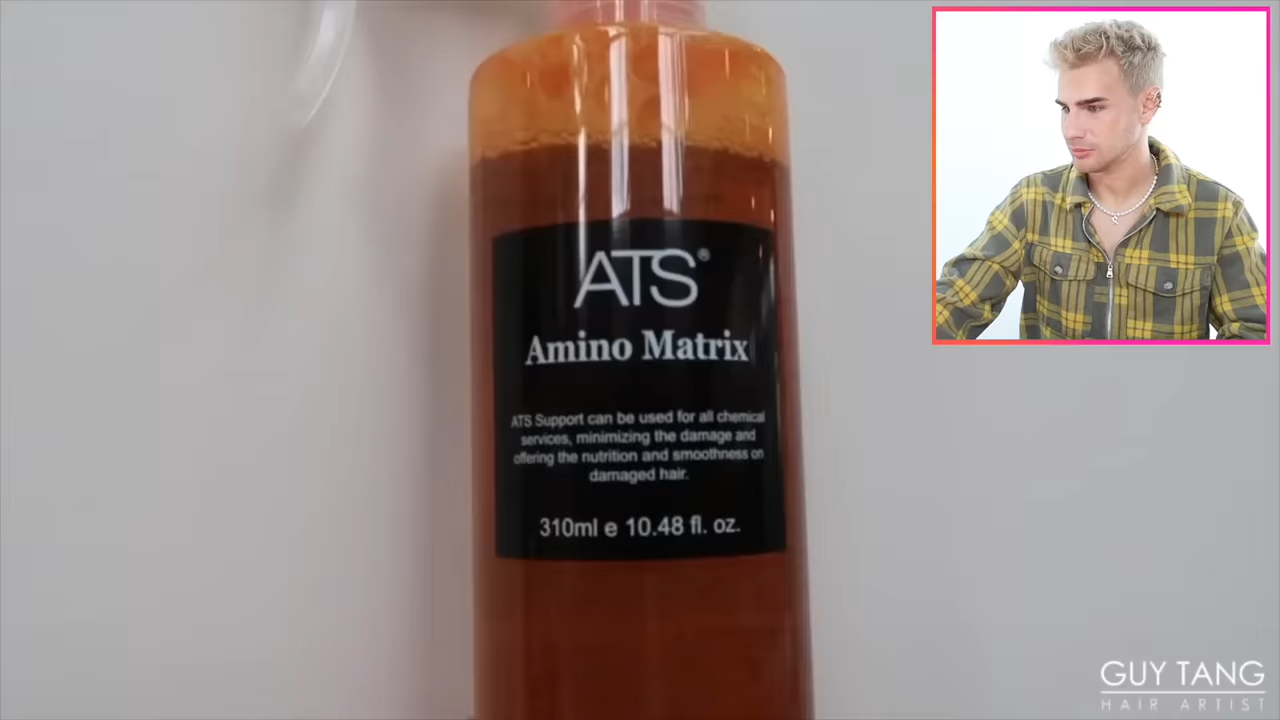 ATS®
Amino Matrix
ATS Support can be used for all chemical
services, minimizing the damage and
offering the nutrition and smoothness on
damaged hair.
310ml e 10.48 fl. oz.
GUY TANG
HAIR ARTIST